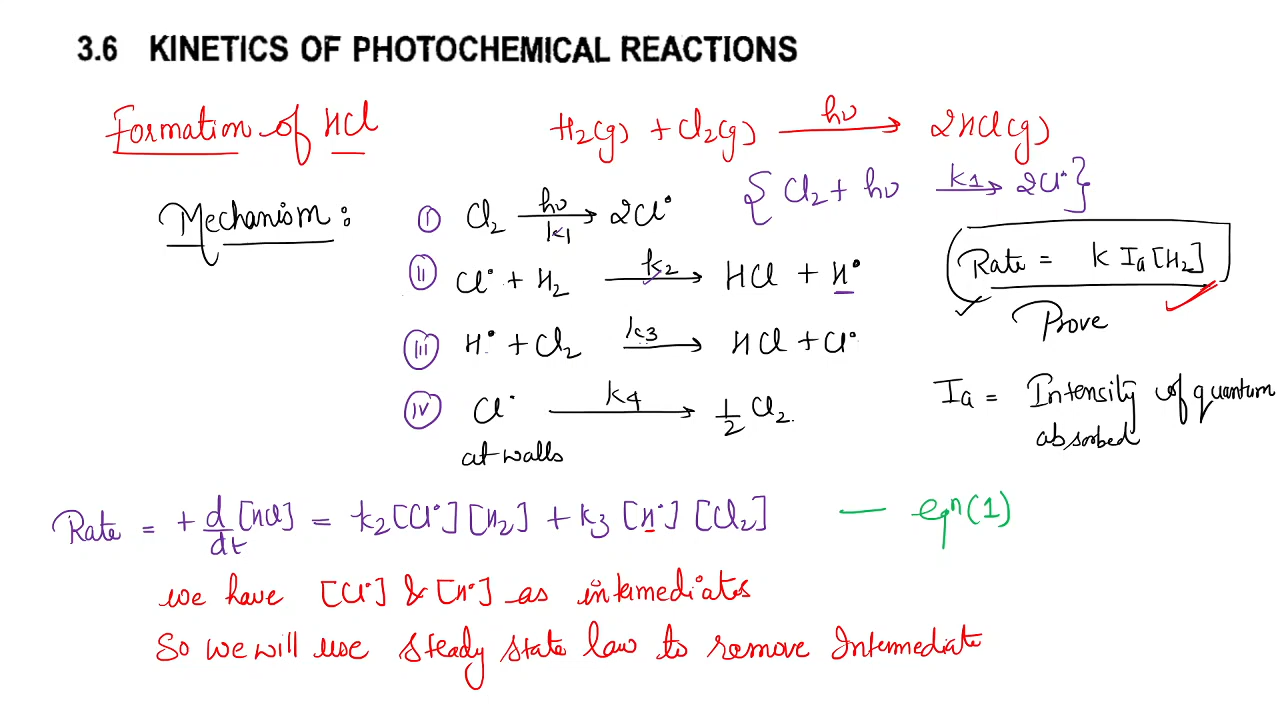 3.6 KINETICS OF PHOTOCHEMICAL REACTIONS
Formation of HCl
H₂(g) + Cl₂(g) —hν→ 2HCl(g)
{ Cl₂ + hν —k1→ 2Cl• }
Mechanism:
(i) Cl₂ —hν/k1→ 2Cl•
(ii) Cl• + H₂ —k2→ HCl + H•
Rate = k Ia [H₂]
Prove
(iii) H• + Cl₂ —k3→ HCl + Cl•
(iv) Cl• —k4→ 1/2 Cl₂.
at walls
Ia = Intensity of quantum
absorbed
Rate = + d/dt [HCl] = k₂[Cl•][H₂] + k₃[H•][Cl₂] — eqⁿ(1)
we have [Cl•] & [H•] as intermediates
So we will use steady state law to remove Intermediate